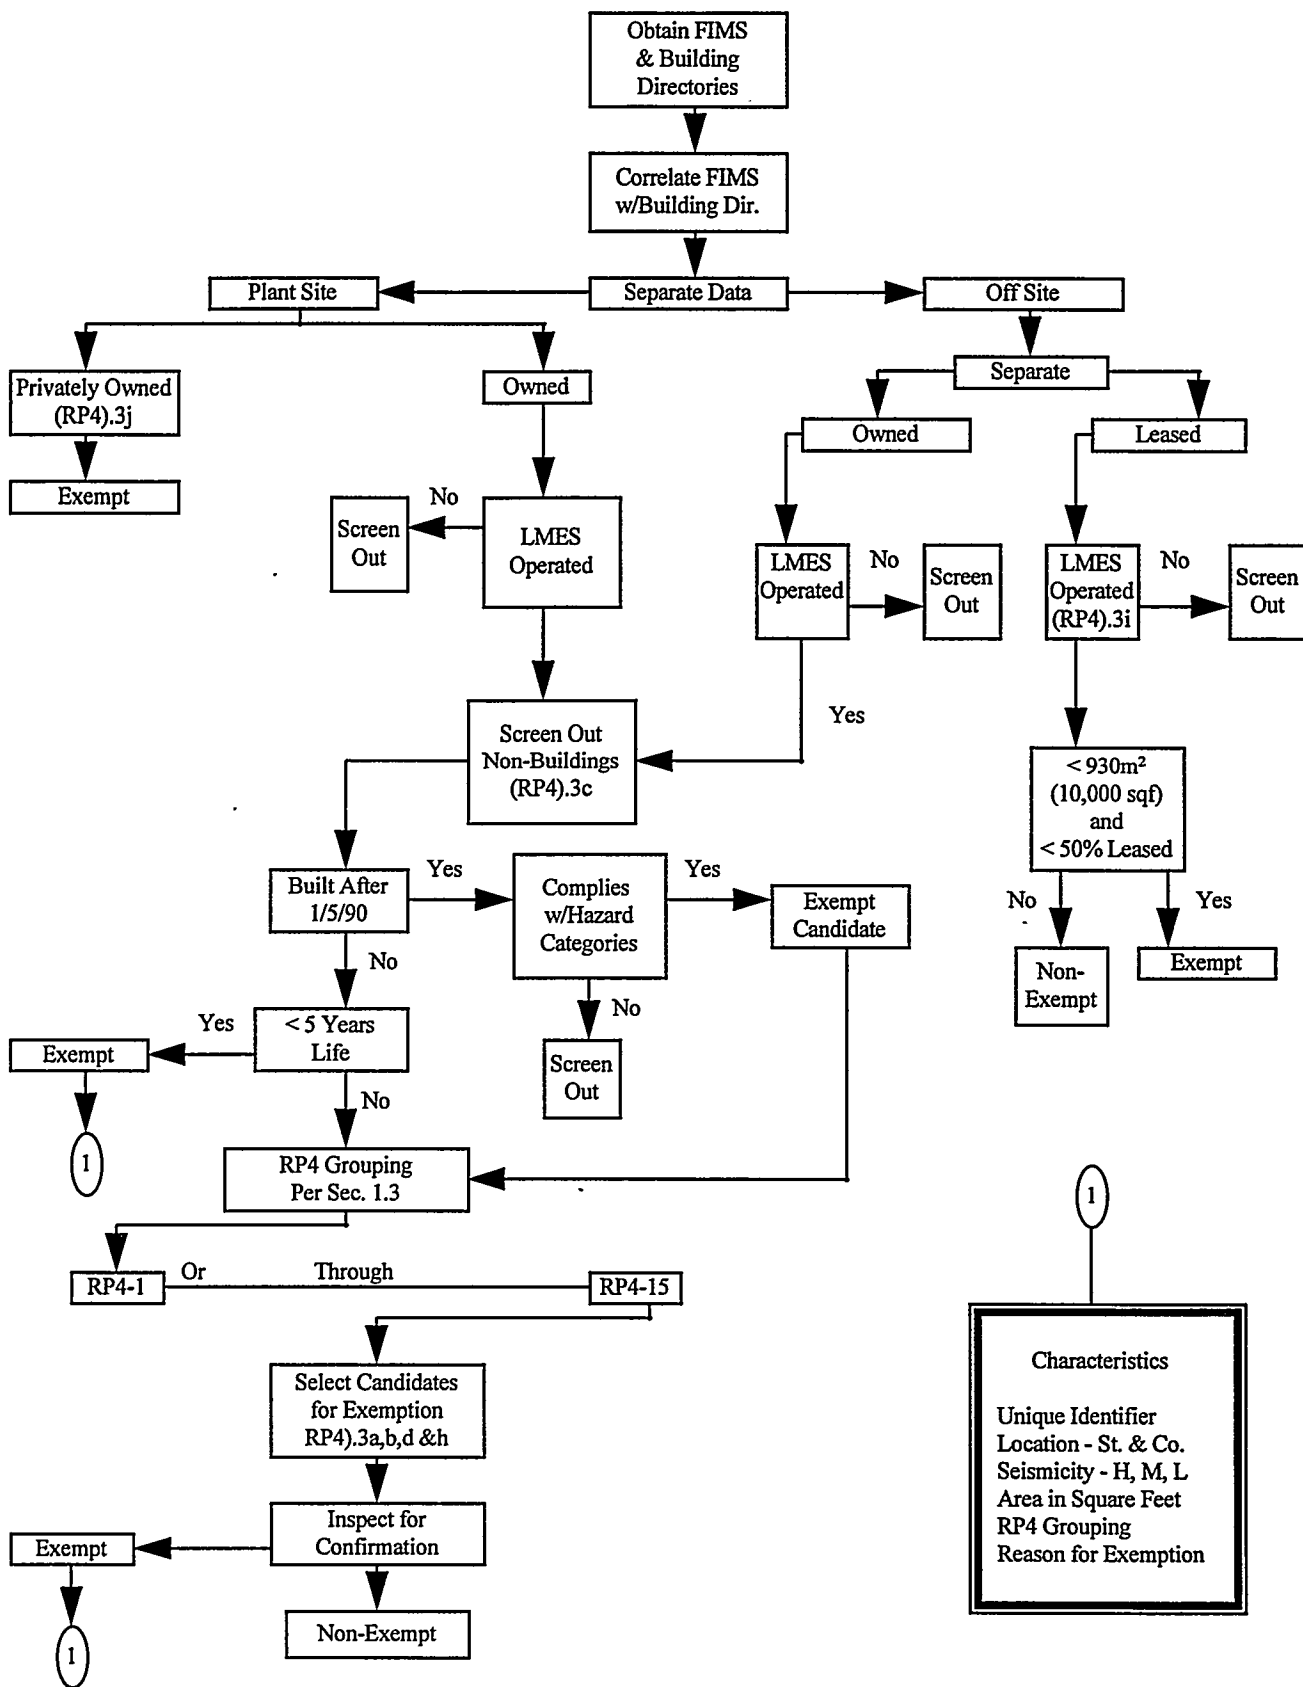 Obtain FIMS
& Building
Directories
Correlate FIMS
w/Building Dir.
Plant Site
Separate Data
Off Site
Privately Owned
(RP4).3j
Owned
Separate
Owned
Leased
Exempt
Screen
Out
No
LMES
Operated
LMES
Operated
No
Screen
Out
LMES
Operated
(RP4).3i
No
Screen
Out
Screen Out
Non-Buildings
(RP4).3c
Yes
< 930m²
(10,000 sqf)
and
< 50% Leased
Built After
1/5/90
Yes
Complies
w/Hazard
Categories
Yes
Exempt
Candidate
No
Yes
Non-
Exempt
Exempt
No
No
Screen
Out
Yes
< 5 Years
Life
Exempt
No
1
RP4 Grouping
Per Sec. 1.3
1
RP4-1
Or
Through
RP4-15
Select Candidates
for Exemption
RP4).3a,b,d &h
Inspect for
Confirmation
Exempt
Non-Exempt
1
Characteristics
Unique Identifier
Location - St. & Co.
Seismicity - H, M, L
Area in Square Feet
RP4 Grouping
Reason for Exemption